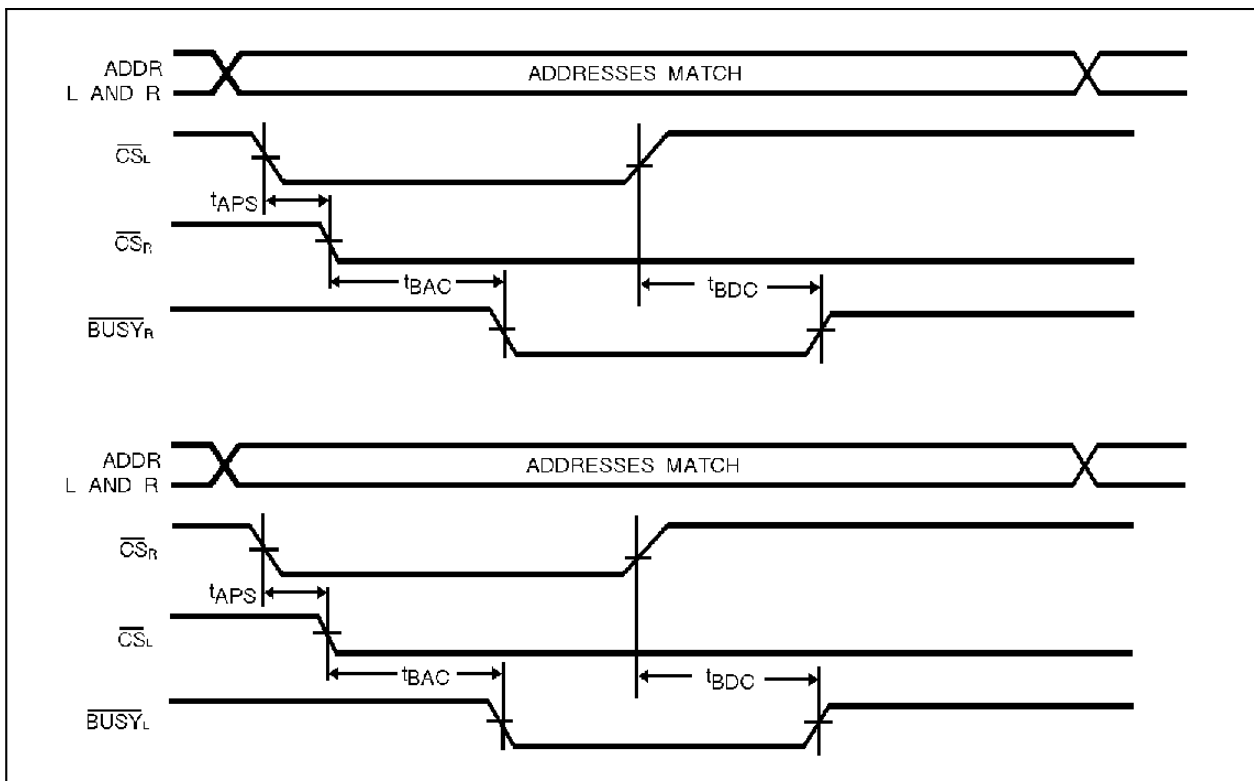 ADDR
L AND R
ADDRESSES MATCH
CSL
tAPS
CSR
tBAC
tBDC
BUSYR
ADDR
L AND R
ADDRESSES MATCH
CSR
tAPS
CSL
tBAC
tBDC
BUSYL